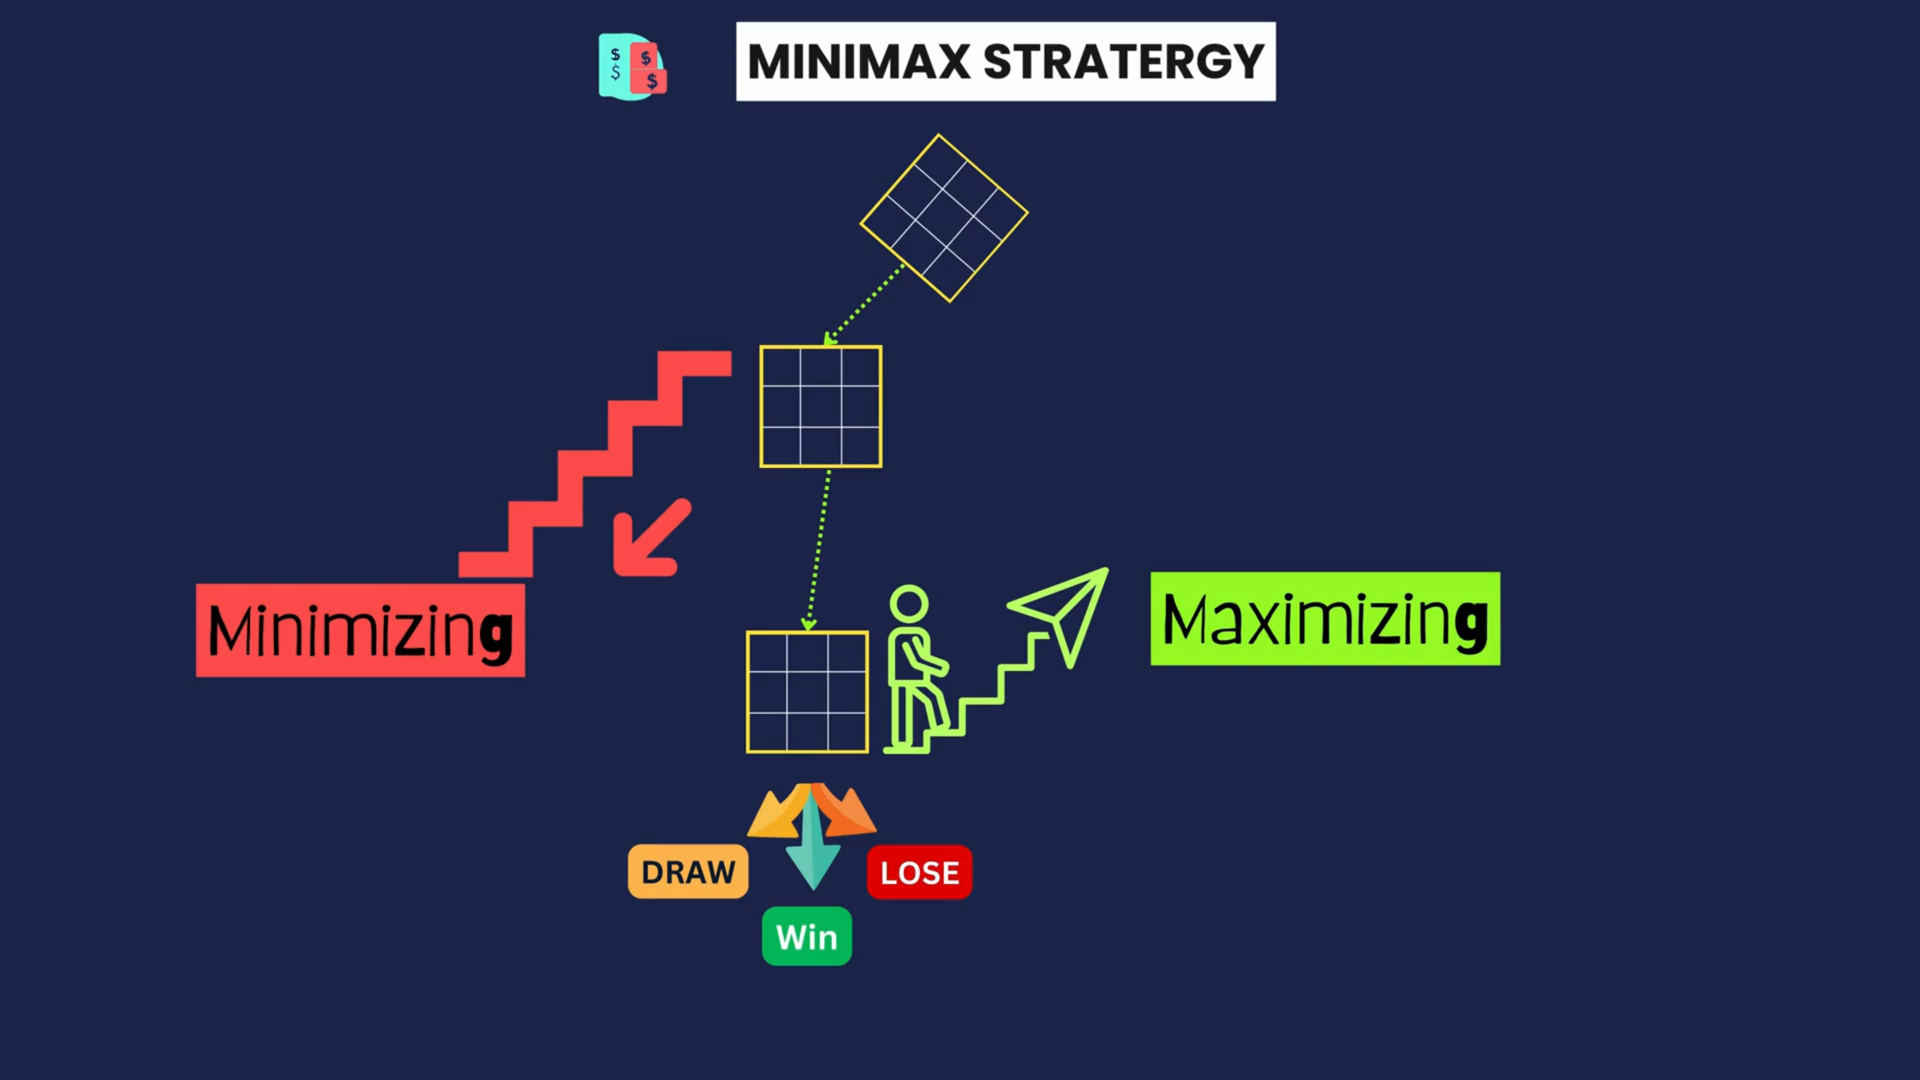 $ $
$ $
MINIMAX STRATERGY
Minimizing
Maximizing
DRAW
LOSE
Win